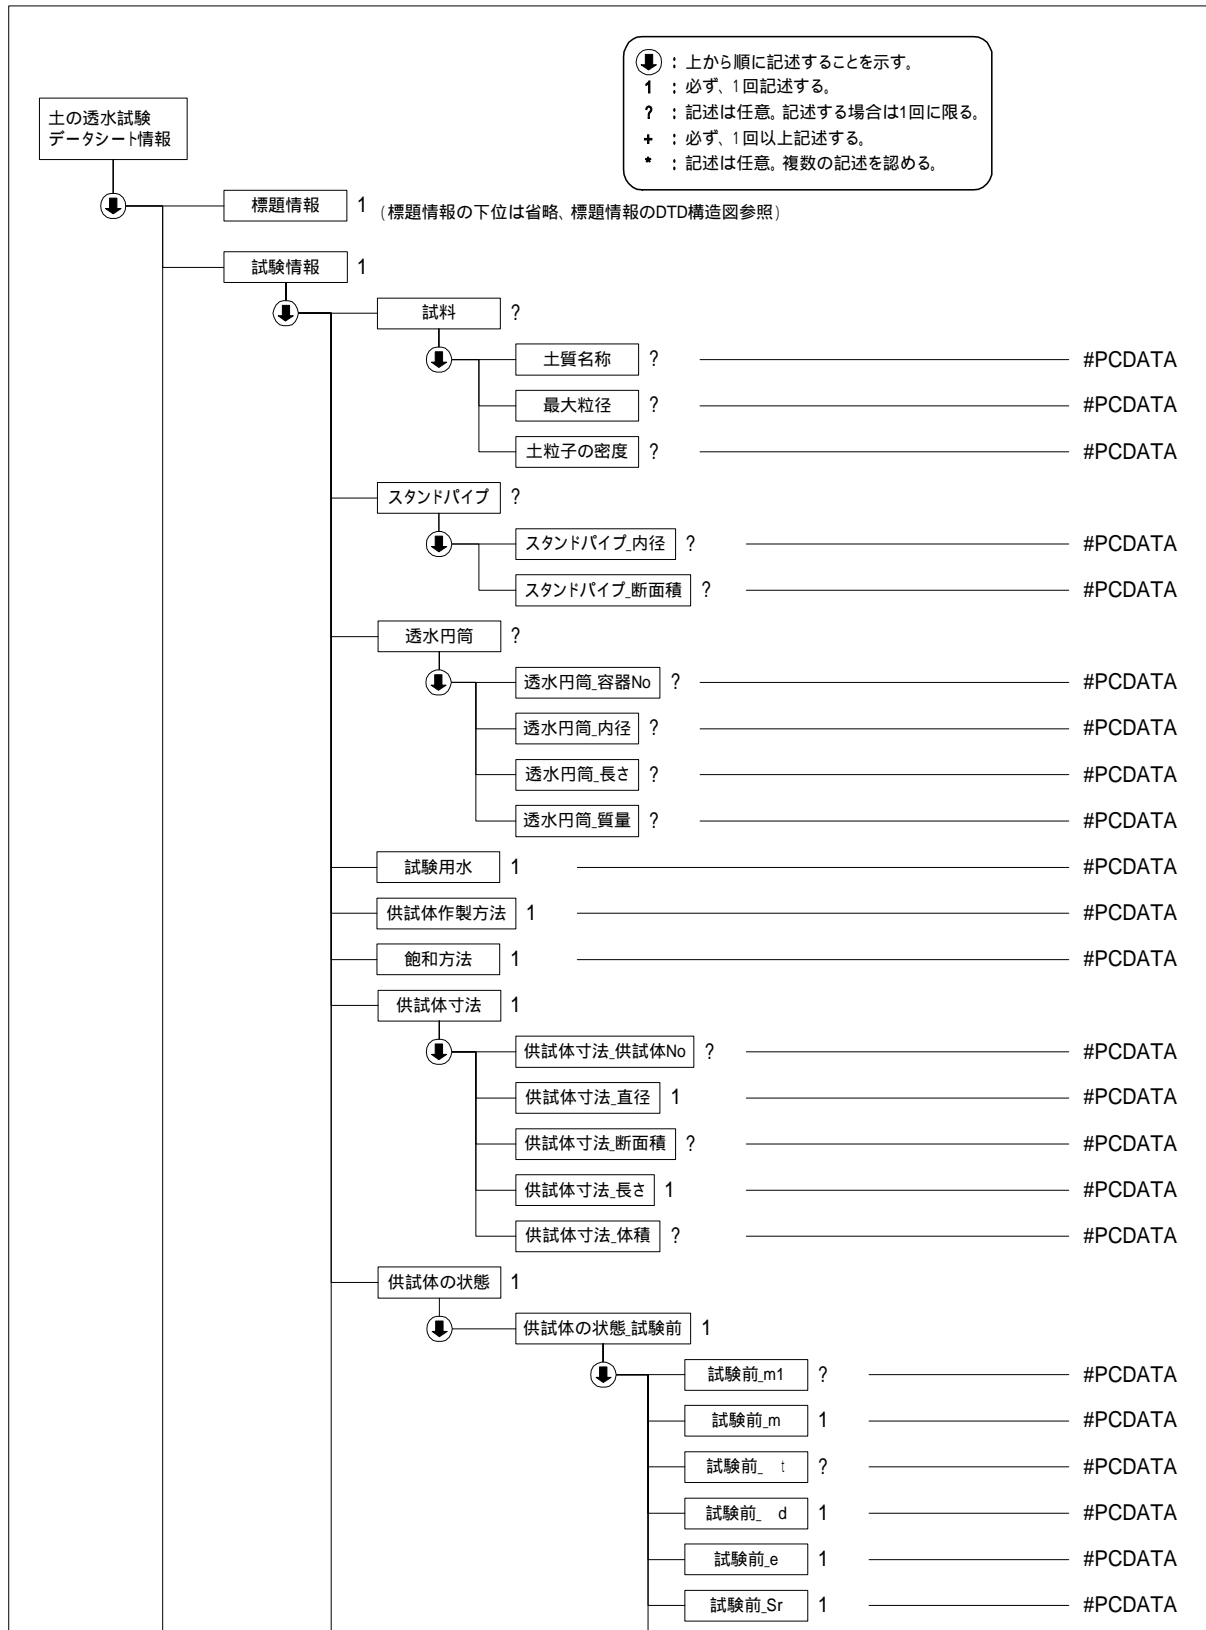 ：上から順に記述することを示す。
1 ：必ず、1回記述する。
? ：記述は任意。記述する場合は1回に限る。
+ ：必ず、1回以上記述する。
* ：記述は任意。複数の記述を認める。
土の透水試験
データシート情報
標題情報 1 (標題情報の下位は省略、標題情報のDTD構造図参照)
試験情報 1
試料 ?
土質名称 ? #PCDATA
最大粒径 ? #PCDATA
土粒子の密度 ? #PCDATA
スタンドパイプ ?
スタンドパイプ_内径 ? #PCDATA
スタンドパイプ_断面積 ? #PCDATA
透水円筒 ?
透水円筒_容器No ? #PCDATA
透水円筒_内径 ? #PCDATA
透水円筒_長さ ? #PCDATA
透水円筒_質量 ? #PCDATA
試験用水 1 #PCDATA
供試体作製方法 1 #PCDATA
飽和方法 1 #PCDATA
供試体寸法 1
供試体寸法_供試体No ? #PCDATA
供試体寸法_直径 1 #PCDATA
供試体寸法_断面積 ? #PCDATA
供試体寸法_長さ 1 #PCDATA
供試体寸法_体積 ? #PCDATA
供試体の状態 1
供試体の状態_試験前 1
試験前_m1 ? #PCDATA
試験前_m 1 #PCDATA
試験前_ t ? #PCDATA
試験前_ d 1 #PCDATA
試験前_e 1 #PCDATA
試験前_Sr 1 #PCDATA